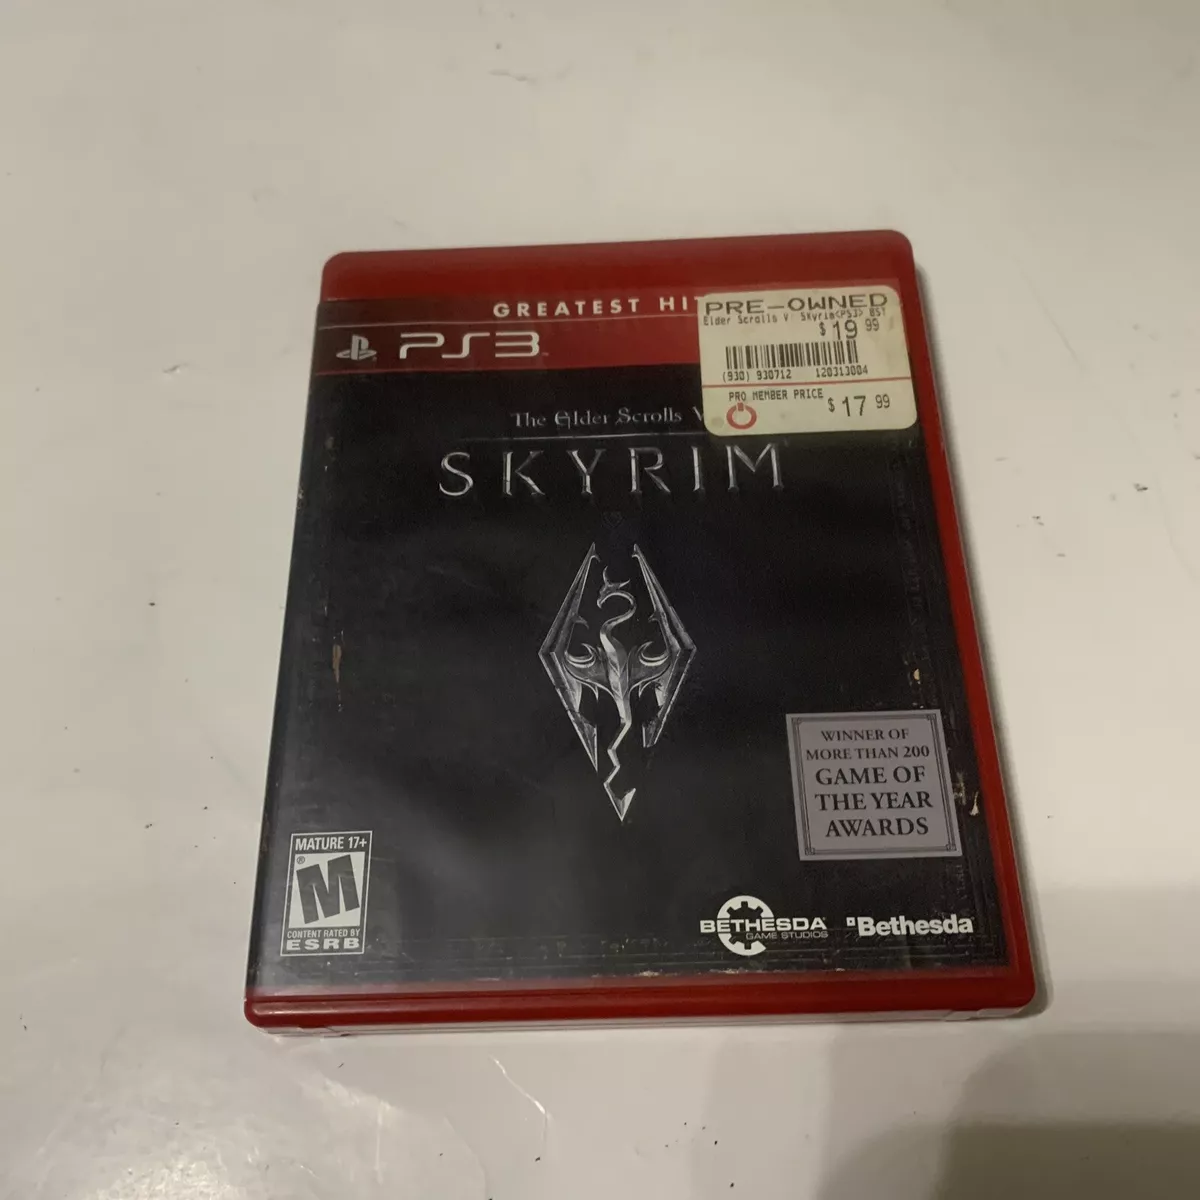 GREATEST HIT
PS3
PRE-OWNED
Elder Scrolls V: Skyrim<PS3> BST
$ 19 99
(930) 930712 120313004
PRO MEMBER PRICE
$ 17 99
The Elder Scrolls V
SKYRIM
WINNER OF
MORE THAN 200
GAME OF
THE YEAR
AWARDS
MATURE 17+
M
®
CONTENT RATED BY
ESRB
BETHESDA
GAME STUDIOS
Bethesda